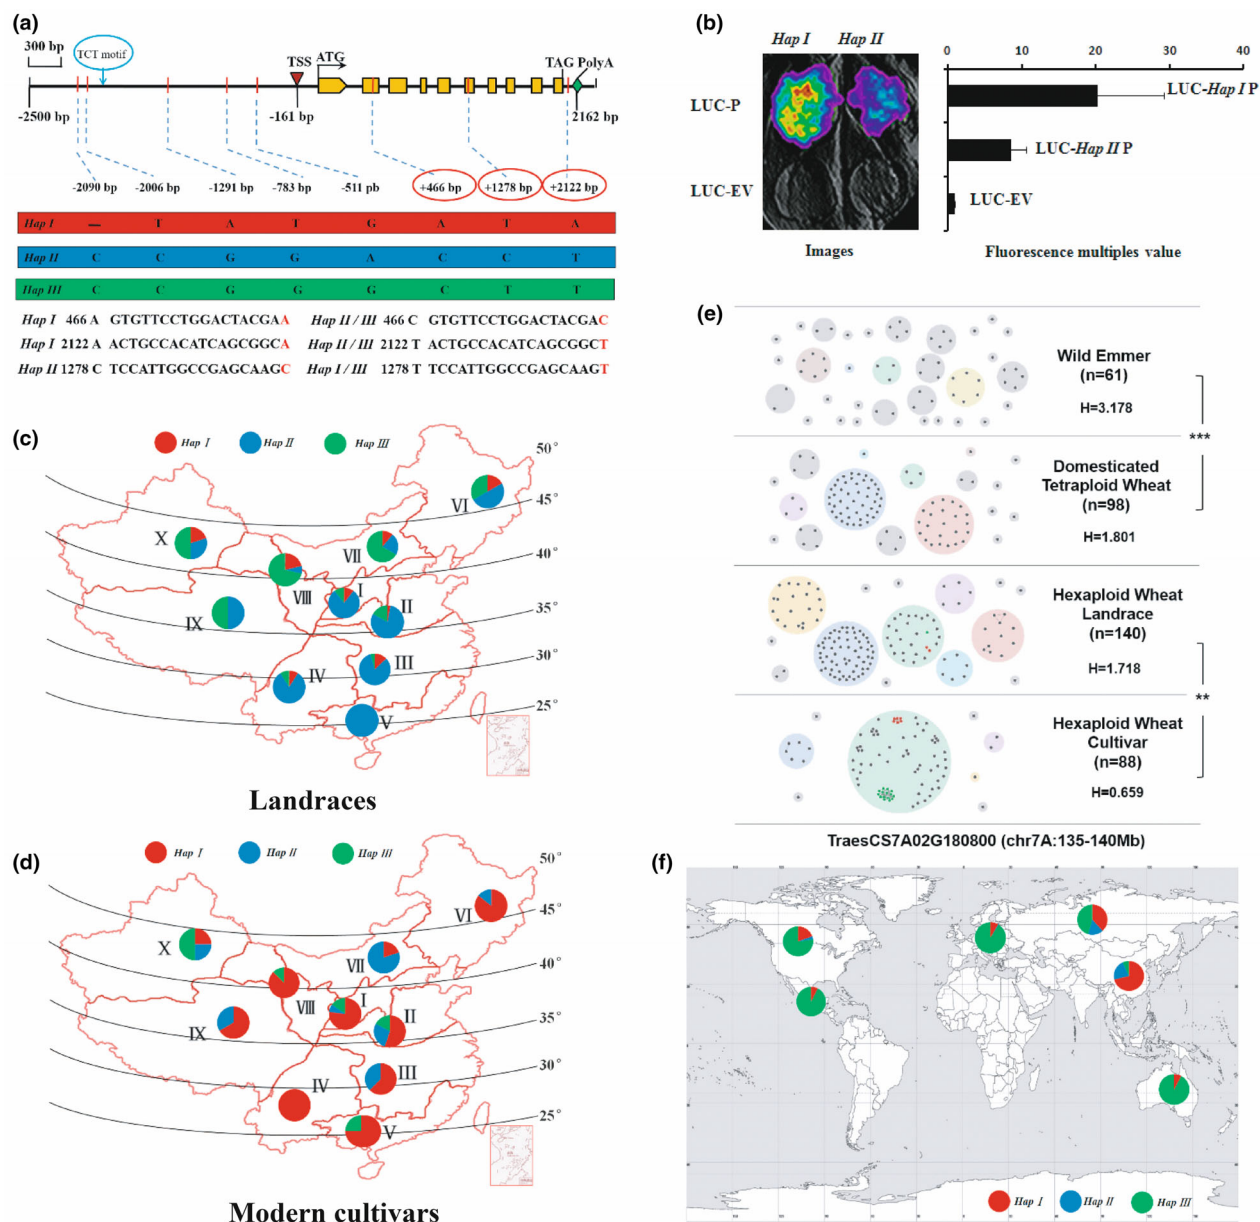 (a)
300 bp
TCT motif
TSS
ATG
TAG PolyA
-2500 bp
-161 bp
2162 bp
-2090 bp
-2006 bp
-1291 bp
-783 bp
-511 pb
+466 bp
+1278 bp
+2122 bp
Hap I — T A T G A T A
Hap II C C G G A C C T
Hap III C C G G G C T T
Hap I 466 A GTGTTCCTGGACTACGAA Hap II / III 466 C GTGTTCCTGGACTACGAC
Hap I 2122 A ACTGCCACATCAGCGGCA Hap II / III 2122 T ACTGCCACATCAGCGGCT
Hap II 1278 C TCCATTGGCCGAGCAAGC Hap I / III 1278 T TCCATTGGCCGAGCAAGT
(b)
Hap I Hap II
LUC-P
LUC-EV
Images
0 10 20 30 40
LUC-Hap I P
LUC-Hap II P
LUC-EV
Fluorescence multiples value
(c)
Hap I Hap II Hap III
50°
45°
40°
35°
30°
25°
VI
X
VII
VIII
I
II
IX
III
IV
V
Landraces
(d)
Hap I Hap II Hap III
50°
45°
40°
35°
30°
25°
VI
X
VII
VIII
I
II
IX
III
IV
V
Modern cultivars
(e)
Wild Emmer
(n=61)
H=3.178
***
Domesticated
Tetraploid Wheat
(n=98)
H=1.801
Hexaploid Wheat
Landrace
(n=140)
H=1.718
**
Hexaploid Wheat
Cultivar
(n=88)
H=0.659
TraesCS7A02G180800 (chr7A:135-140Mb)
(f)
Hap I Hap II Hap III